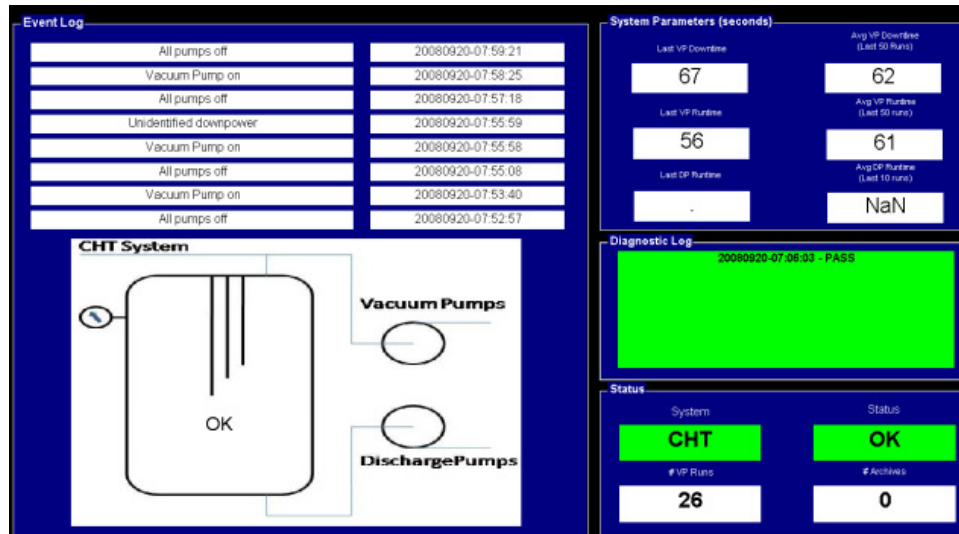 Event Log
All pumps off 20080920-07:59:21
Vacuum Pump on 20080920-07:58:25
All pumps off 20080920-07:57:18
Unidentified downpower 20080920-07:55:59
Vacuum Pump on 20080920-07:55:58
All pumps off 20080920-07:55:08
Vacuum Pump on 20080920-07:53:40
All pumps off 20080920-07:52:57
CHT System
Vacuum Pumps
OK
DischargePumps
System Parameters (seconds)
Last VP Downtime
67
Avg VP Downtime
(Last 50 Runs)
62
Last VP Runtime
56
Avg VP Runtime
(Last 50 runs)
61
Last DP Runtime
.
Avg DP Runtime
(Last 10 runs)
NaN
Diagnostic Log
20080920-07:06:03 - PASS
Status
System Status
CHT OK
# VP Runs # Archives
26 0